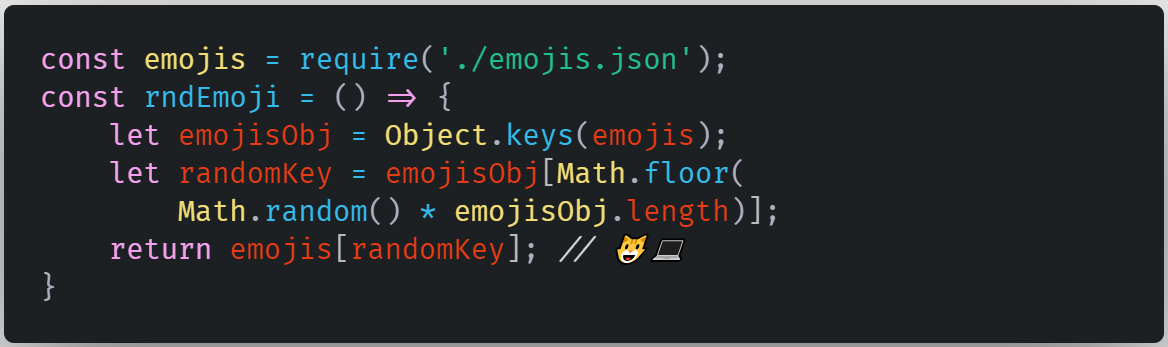 const emojis = require('./emojis.json');
const rndEmoji = () => {
    let emojisObj = Object.keys(emojis);
    let randomKey = emojisObj[Math.floor(
        Math.random() * emojisObj.length)];
    return emojis[randomKey]; // 😸💻
}